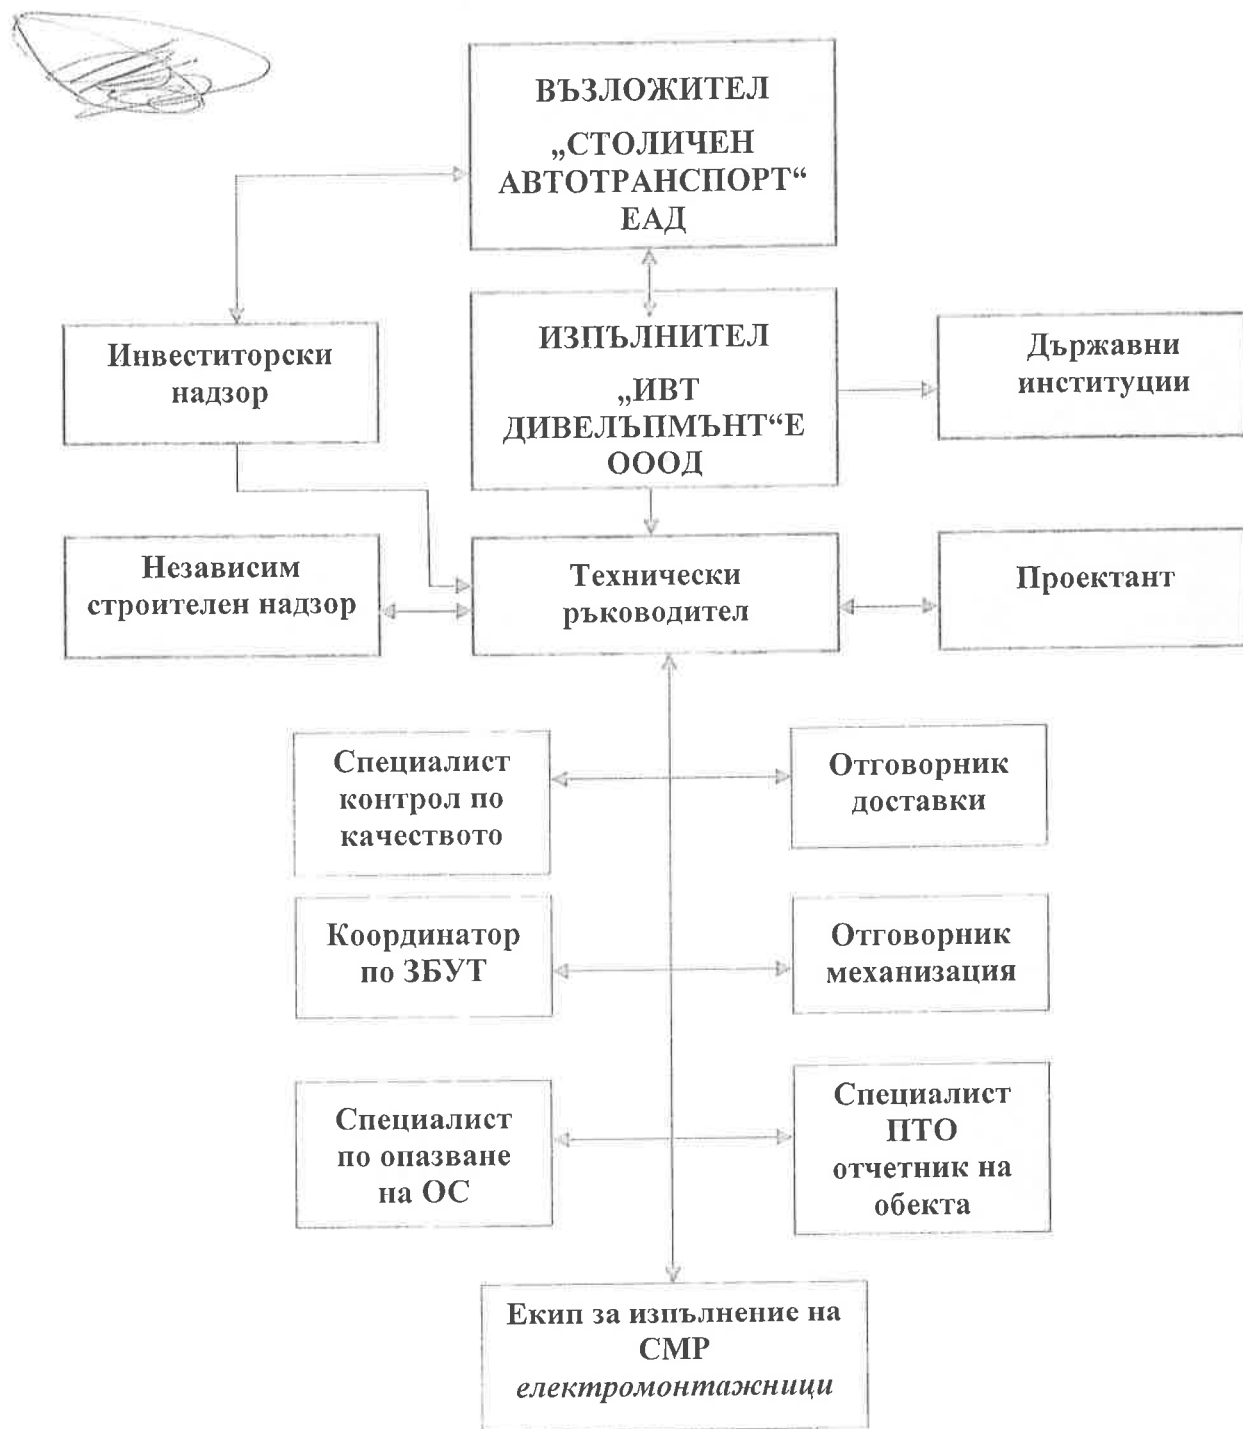 ВЪЗЛОЖИТЕЛ
„СТОЛИЧЕН
АВТОТРАНСПОРТ“
ЕАД
Инвеститорски
надзор
ИЗПЪЛНИТЕЛ
„ИВТ
ДИВЕЛЪПМЪНТ“Е
ОООД
Държавни
институции
Независим
строителен надзор
Технически
ръководител
Проектант
Специалист
контрол по
качеството
Отговорник
доставки
Координатор
по ЗБУТ
Отговорник
механизация
Специалист
по опазване
на ОС
Специалист
ПТО
отчетник на
обекта
Екип за изпълнение на
СМР
електромонтажници